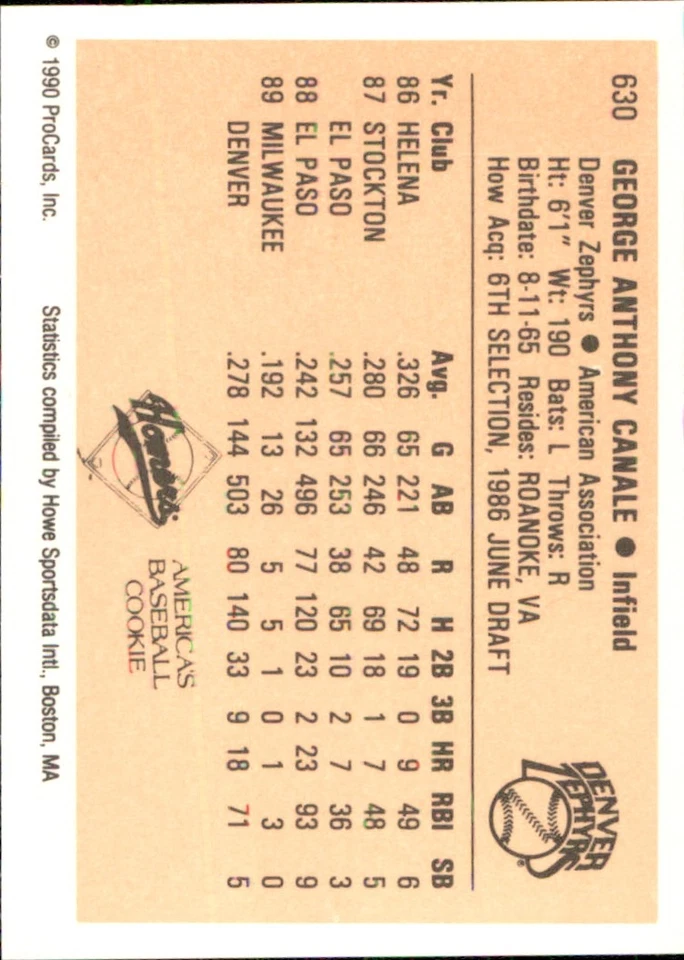 630 GEORGE ANTHONY CANALE ● Infield
Denver Zephyrs ● American Association
Ht: 6'1" Wt: 190 Bats: L Throws: R
Birthdate: 8-11-65 Resides: ROANOKE, VA
How Acq: 6TH SELECTION, 1986 JUNE DRAFT
DENVER
ZEPHYRS
®
Yr. Club Avg. G AB R H 2B 3B HR RBI SB
86 HELENA .326 65 221 48 72 19 0 9 49 6
87 STOCKTON .280 66 246 42 69 18 1 7 48 5
EL PASO .257 65 253 38 65 10 2 7 36 3
88 EL PASO .242 132 496 77 120 23 2 23 93 9
89 MILWAUKEE .192 13 26 5 5 1 0 1 3 0
DENVER .278 144 503 80 140 33 9 18 71 5
Homers
AMERICA'S
BASEBALL
COOKIE
© 1990 ProCards, Inc. Statistics compiled by Howe Sportsdata Intl., Boston, MA